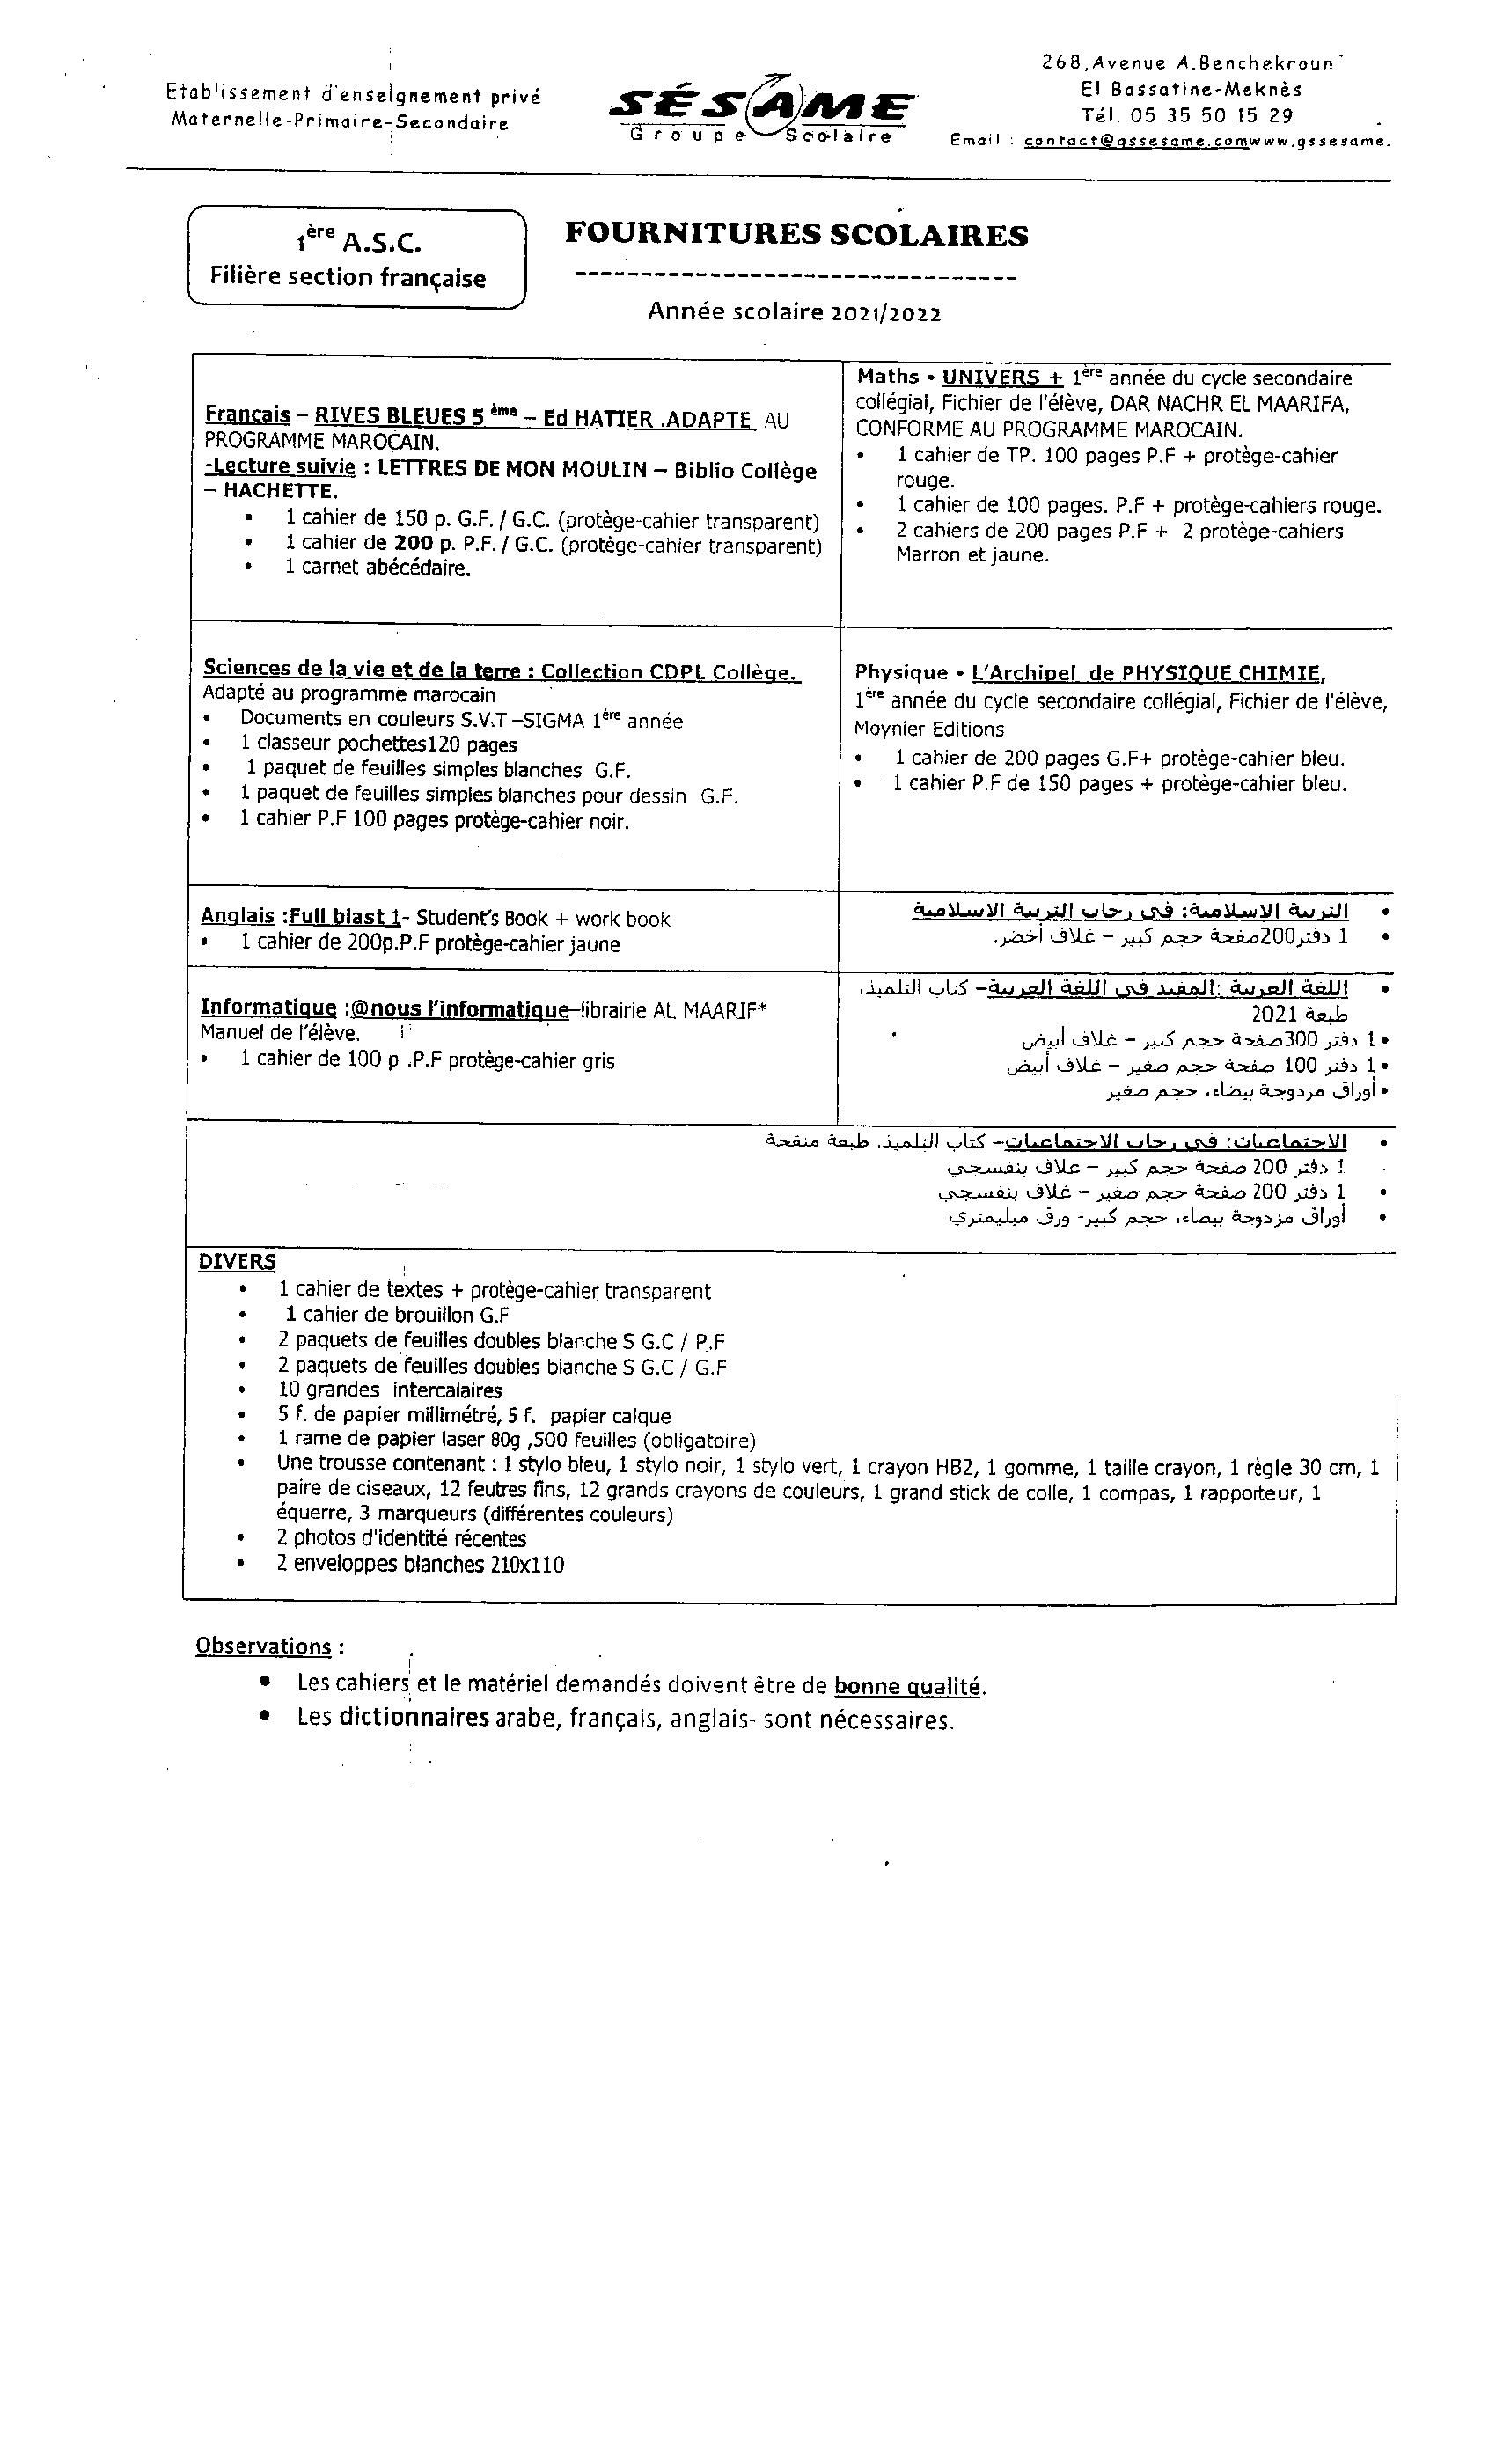 Etablissement d'enseignement privé
Maternelle-Primaire-Secondaire
SÉSAME
Groupe Scolaire
268,Avenue A.Benchekroun
El Bassatine-Meknès
Tél. 05 35 50 15 29
Email : contact@gssesame.comwww.gssesame.
1ère A.S.C.
Filière section française
FOURNITURES SCOLAIRES
---------------------------------
Année scolaire 2021/2022
Français – RIVES BLEUES 5 ème – Ed HATIER .ADAPTE AU
PROGRAMME MAROCAIN.
-Lecture suivie : LETTRES DE MON MOULIN – Biblio Collège
– HACHETTE.
• 1 cahier de 150 p. G.F. / G.C. (protège-cahier transparent)
• 1 cahier de 200 p. P.F. / G.C. (protège-cahier transparent)
• 1 carnet abécédaire.
Maths • UNIVERS + 1ère année du cycle secondaire
collégial, Fichier de l'élève, DAR NACHR EL MAARIFA,
CONFORME AU PROGRAMME MAROCAIN.
• 1 cahier de TP. 100 pages P.F + protège-cahier
rouge.
• 1 cahier de 100 pages. P.F + protège-cahiers rouge.
• 2 cahiers de 200 pages P.F + 2 protège-cahiers
Marron et jaune.
Sciences de la vie et de la terre : Collection CDPL Collège.
Adapté au programme marocain
• Documents en couleurs S.V.T –SIGMA 1ère année
• 1 classeur pochettes120 pages
• 1 paquet de feuilles simples blanches G.F.
• 1 paquet de feuilles simples blanches pour dessin G.F.
• 1 cahier P.F 100 pages protège-cahier noir.
Physique • L'Archipel de PHYSIQUE CHIMIE,
1ère année du cycle secondaire collégial, Fichier de l'élève,
Moynier Editions
• 1 cahier de 200 pages G.F+ protège-cahier bleu.
• 1 cahier P.F de 150 pages + protège-cahier bleu.
Anglais :Full blast 1- Student's Book + work book
• 1 cahier de 200p.P.F protège-cahier jaune
• التربية الاسلامية: في رحاب التربية الاسلامية
• 1 دفتر200صفحة حجم كبير – غلاف أخضر.
Informatique :@nous l'informatique–librairie AL MAARIF*
Manuel de l'élève.
• 1 cahier de 100 p .P.F protège-cahier gris
• اللغة العربية :المفيد في اللغة العربية– كتاب التلميذ،
طبعة 2021
• 1 دفتر 300صفحة حجم كبير – غلاف أبيض
• 1 دفتر 100 صفحة حجم صغير – غلاف أبيض
• أوراق مزدوجة بيضاء، حجم صغير
• الاجتماعيات: في رحاب الاجتماعيات– كتاب التلميذ. طبعة منقحة
1 دفتر 200 صفحة حجم كبير – غلاف بنفسجي
• 1 دفتر 200 صفحة حجم صغير – غلاف بنفسجي
• أوراق مزدوجة بيضاء، حجم كبير- ورق ميليمتري
DIVERS
• 1 cahier de textes + protège-cahier transparent
• 1 cahier de brouillon G.F
• 2 paquets de feuilles doubles blanche S G.C / P.F
• 2 paquets de feuilles doubles blanche S G.C / G.F
• 10 grandes intercalaires
• 5 f. de papier millimétré, 5 f. papier calque
• 1 rame de papier laser 80g ,500 feuilles (obligatoire)
• Une trousse contenant : 1 stylo bleu, 1 stylo noir, 1 stylo vert, 1 crayon HB2, 1 gomme, 1 taille crayon, 1 règle 30 cm, 1
paire de ciseaux, 12 feutres fins, 12 grands crayons de couleurs, 1 grand stick de colle, 1 compas, 1 rapporteur, 1
équerre, 3 marqueurs (différentes couleurs)
• 2 photos d'identité récentes
• 2 enveloppes blanches 210x110
Observations :
• Les cahiers et le matériel demandés doivent être de bonne qualité.
• Les dictionnaires arabe, français, anglais- sont nécessaires.